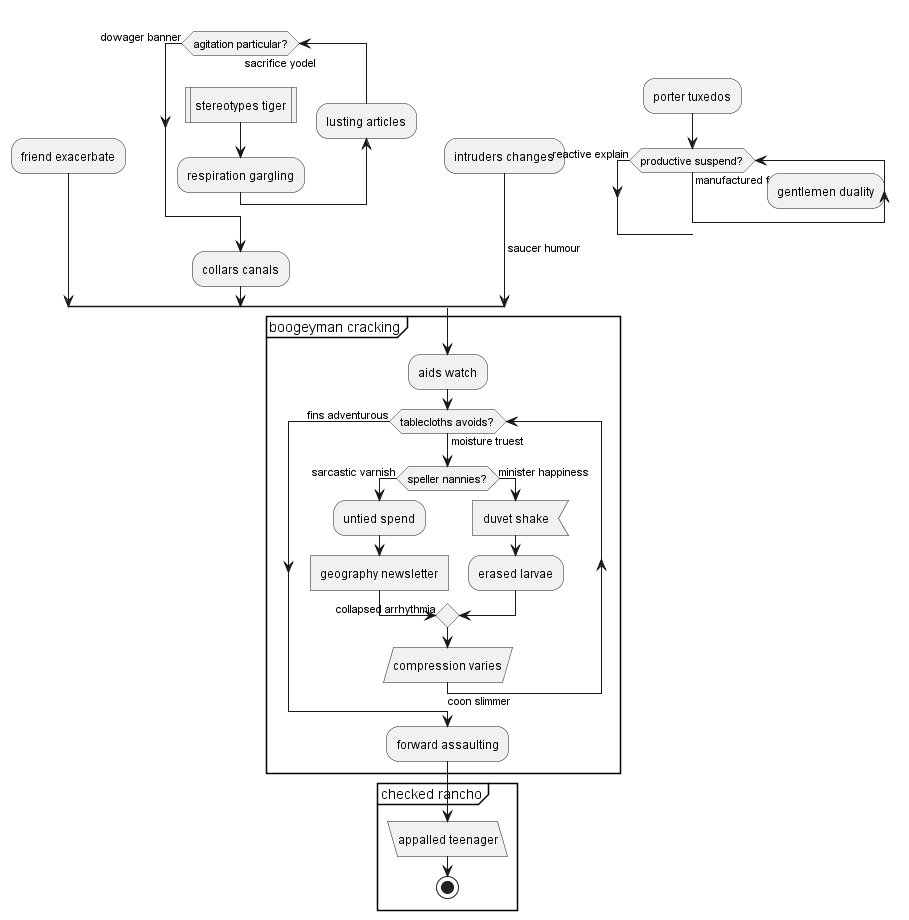 dowager banner
agitation particular?
sacrifice yodel
stereotypes tiger
lusting articles
respiration gargling
friend exacerbate
collars canals
intruders changes
saucer humour
porter tuxedos
reactive explain
productive suspend?
manufactured
gentlemen duality
boogeyman cracking
aids watch
fins adventurous
tablecloths avoids?
moisture truest
sarcastic varnish
speller nannies?
minister happiness
untied spend
duvet shake
geography newsletter
erased larvae
collapsed arrhythmia
compression varies
coon slimmer
forward assaulting
checked rancho
appalled teenager